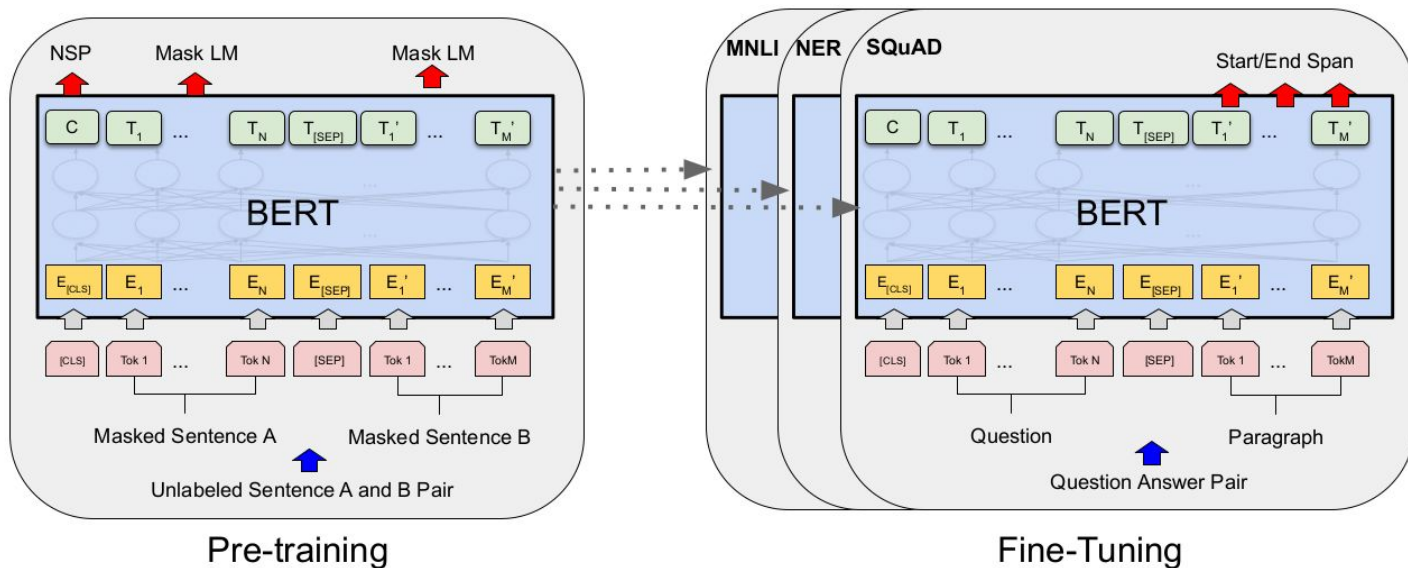 NSP Mask LM Mask LM
C T1 ... TN T[SEP] T1' ... TM'
BERT
E[CLS] E1 ... EN E[SEP] E1' ... EM'
[CLS] Tok 1 ... Tok N [SEP] Tok 1 ... TokM
Masked Sentence A Masked Sentence B
Unlabeled Sentence A and B Pair
Pre-training
MNLI NER SQuAD
Start/End Span
C T1 ... TN T[SEP] T1' ... TM'
BERT
E[CLS] E1 ... EN E[SEP] E1' ... EM'
[CLS] Tok 1 ... Tok N [SEP] Tok 1 ... TokM
Question Paragraph
Question Answer Pair
Fine-Tuning